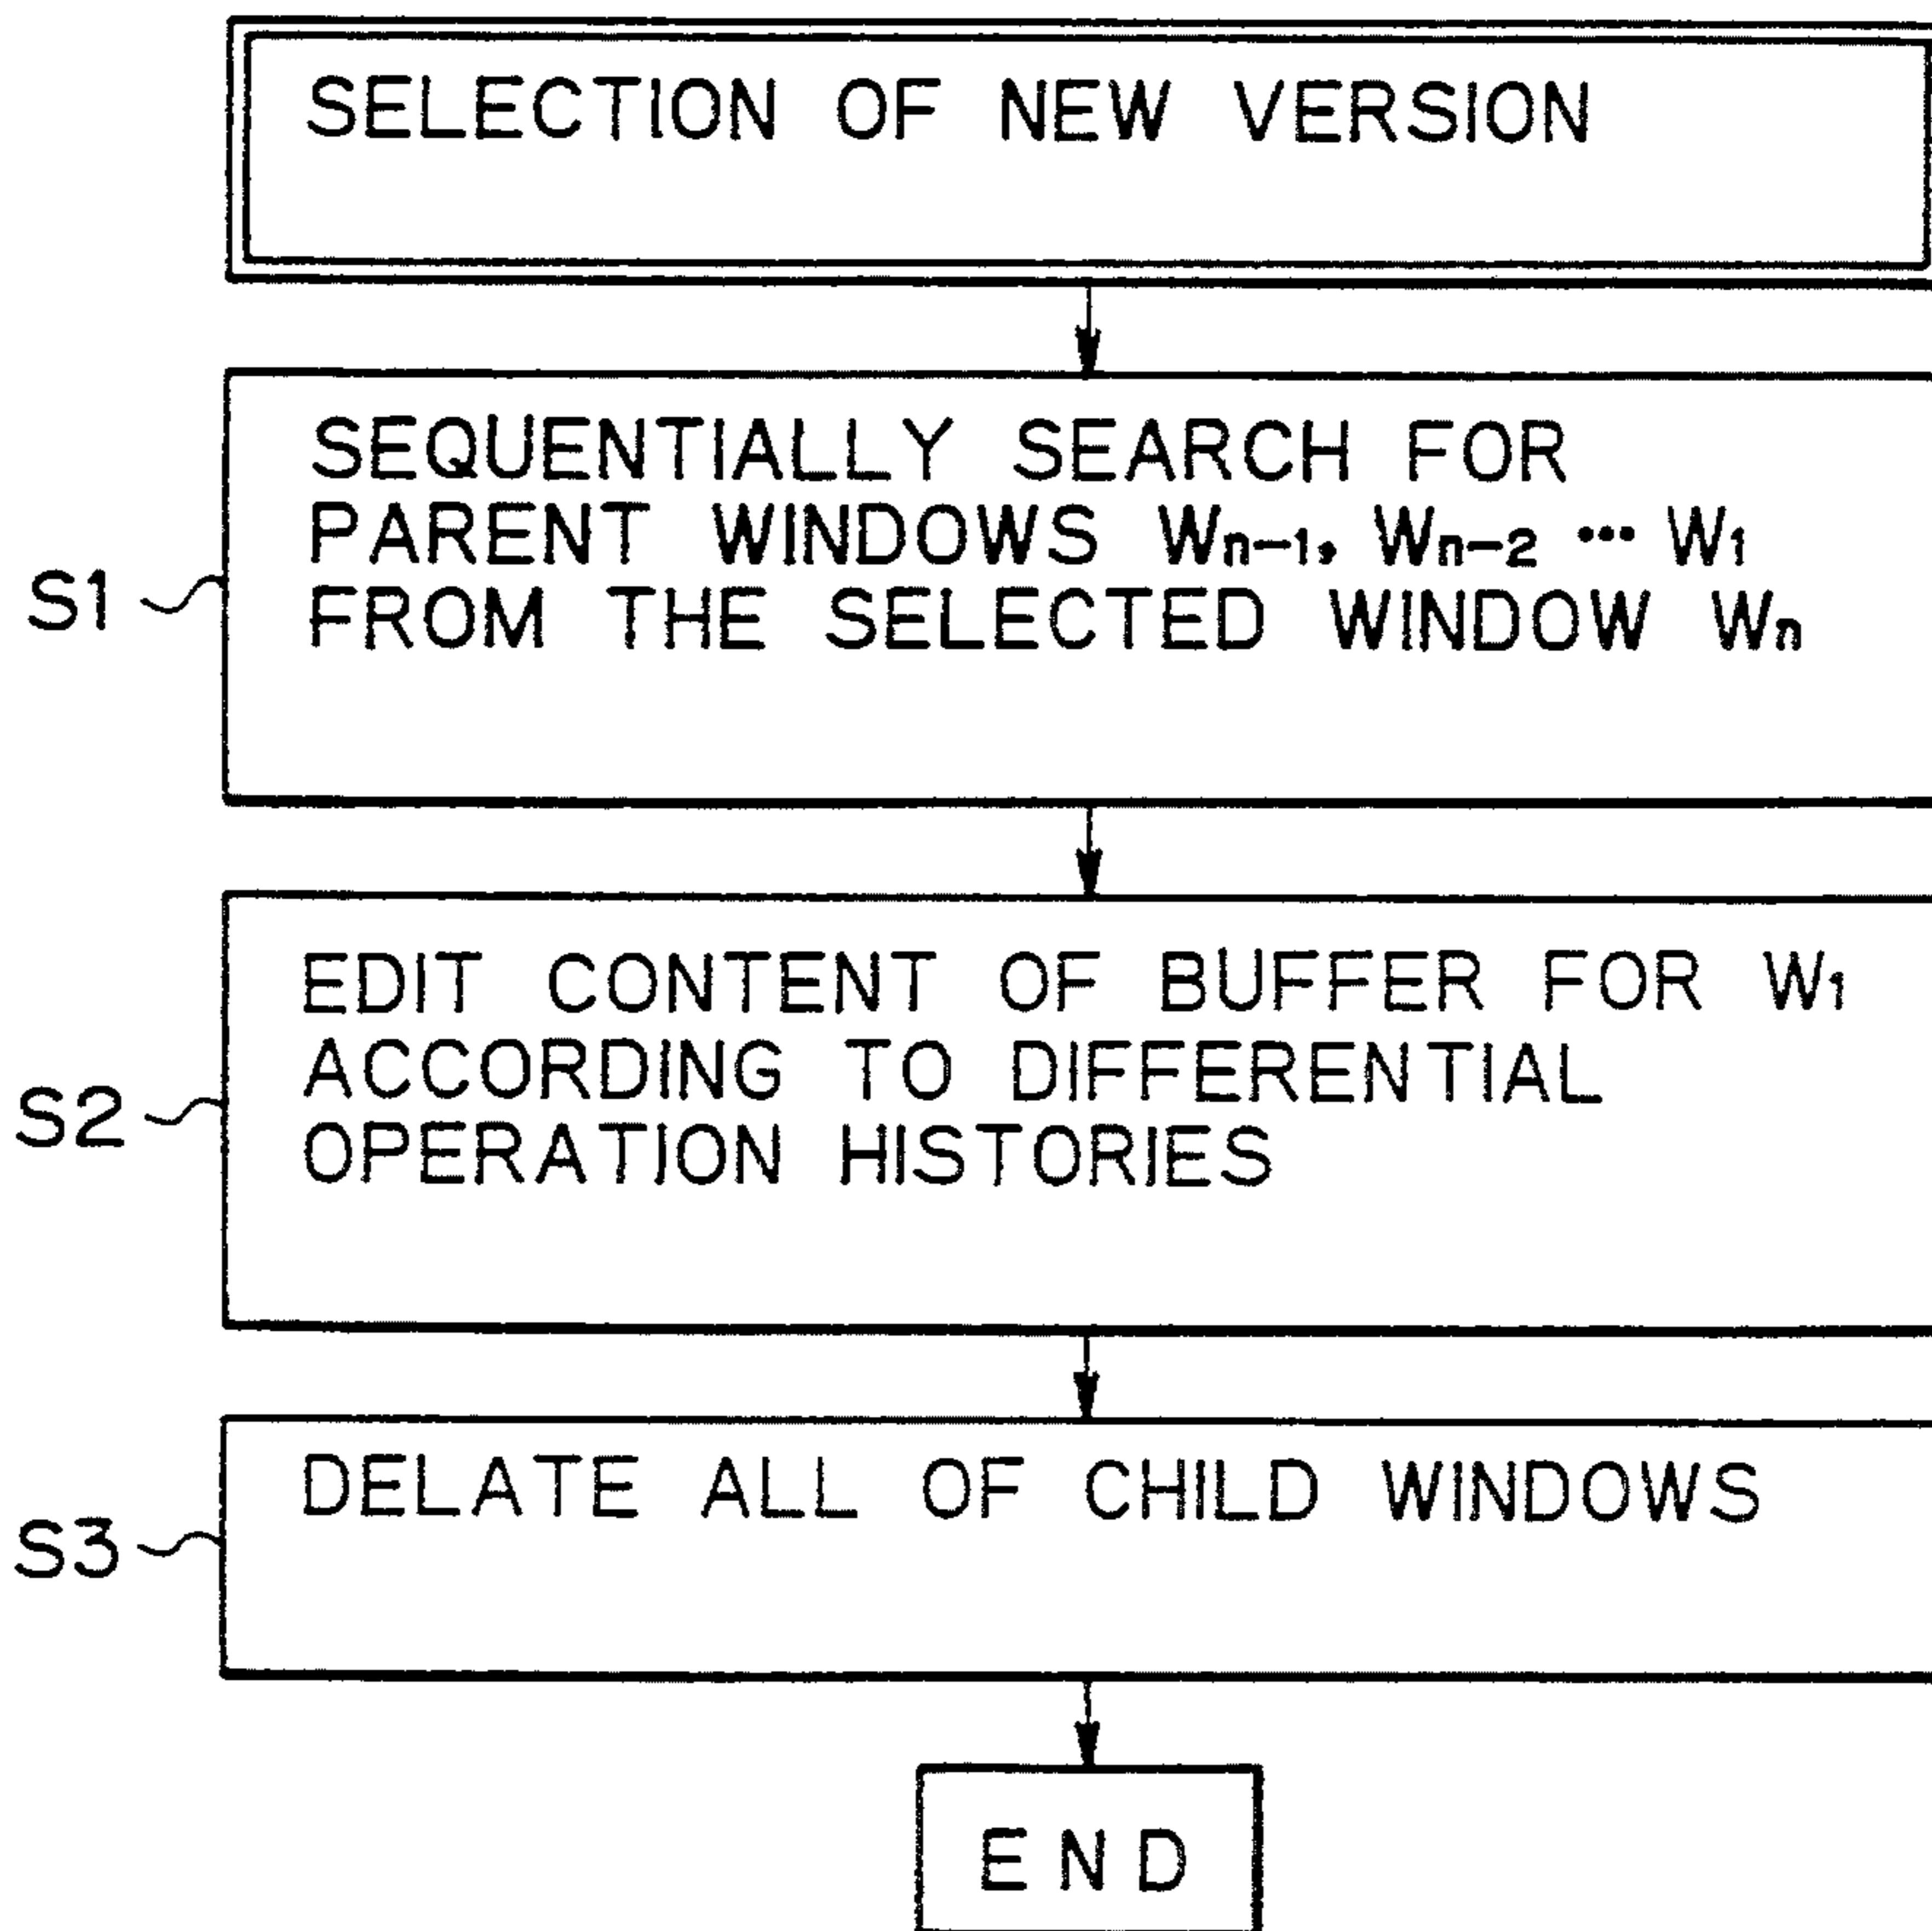 SELECTION OF NEW VERSION
SEQUENTIALLY SEARCH FOR
PARENT WINDOWS Wn-1, Wn-2 ... W1
S1
FROM THE SELECTED WINDOW Wn
EDIT CONTENT OF BUFFER FOR W1
ACCORDING TO DIFFERENTIAL
S2
OPERATION HISTORIES
DELATE ALL OF CHILD WINDOWS
S3
END